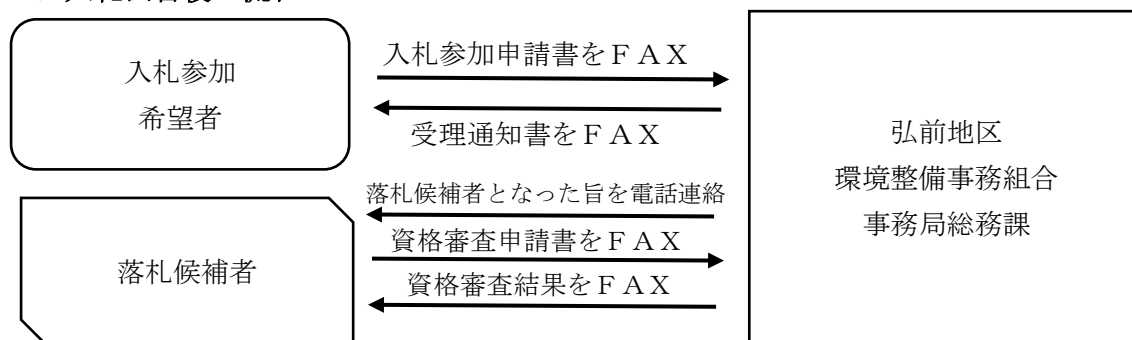 入札参加
希望者
入札参加申請書をＦＡＸ
受理通知書をＦＡＸ
落札候補者となった旨を電話連絡
資格審査申請書をＦＡＸ
資格審査結果をＦＡＸ
落札候補者
弘前地区
環境整備事務組合
事務局総務課